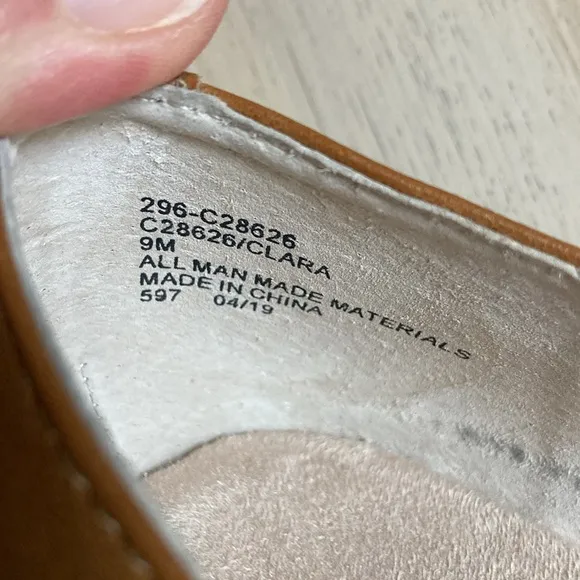 296-C28626
C28626/CLARA
9M
ALL MAN MADE MATERIALS
MADE IN CHINA
597 04/19